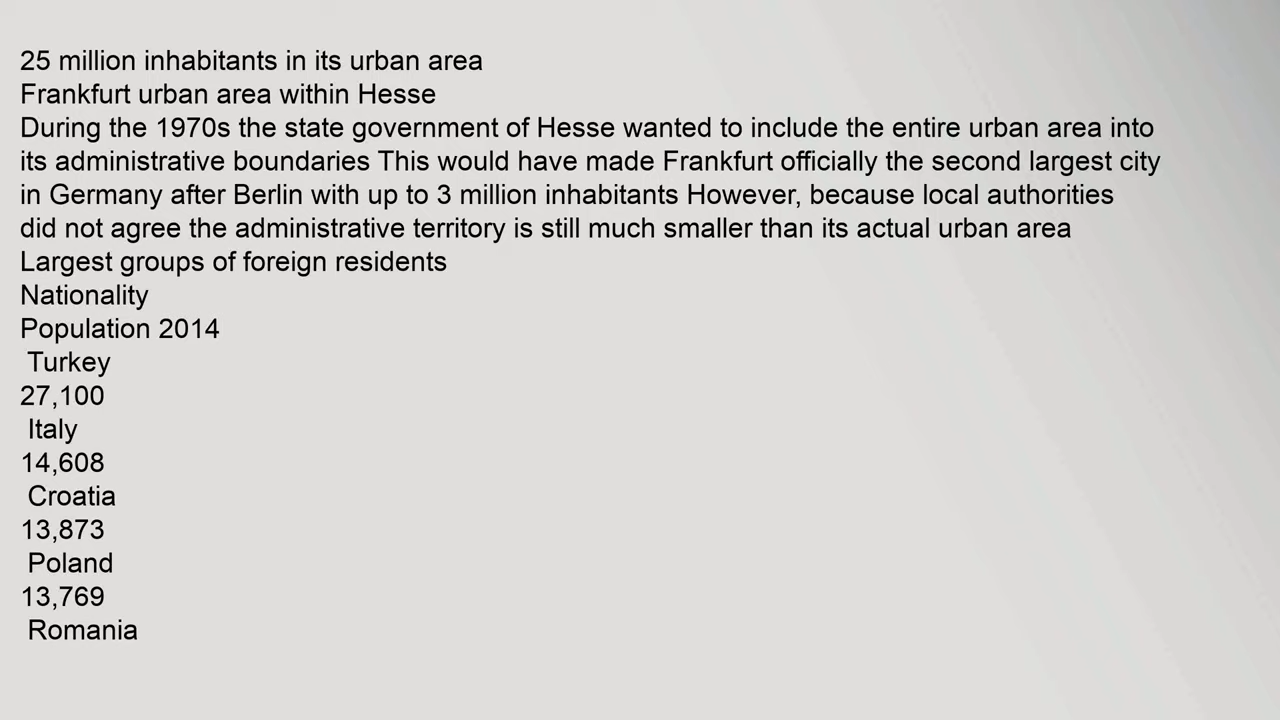 25 million inhabitants in its urban area
Frankfurt urban area within Hesse
During the 1970s the state government of Hesse wanted to include the entire urban area into
its administrative boundaries This would have made Frankfurt officially the second largest city
in Germany after Berlin with up to 3 million inhabitants However, because local authorities
did not agree the administrative territory is still much smaller than its actual urban area
Largest groups of foreign residents
Nationality
Population 2014
Turkey
27,100
Italy
14,608
Croatia
13,873
Poland
13,769
Romania